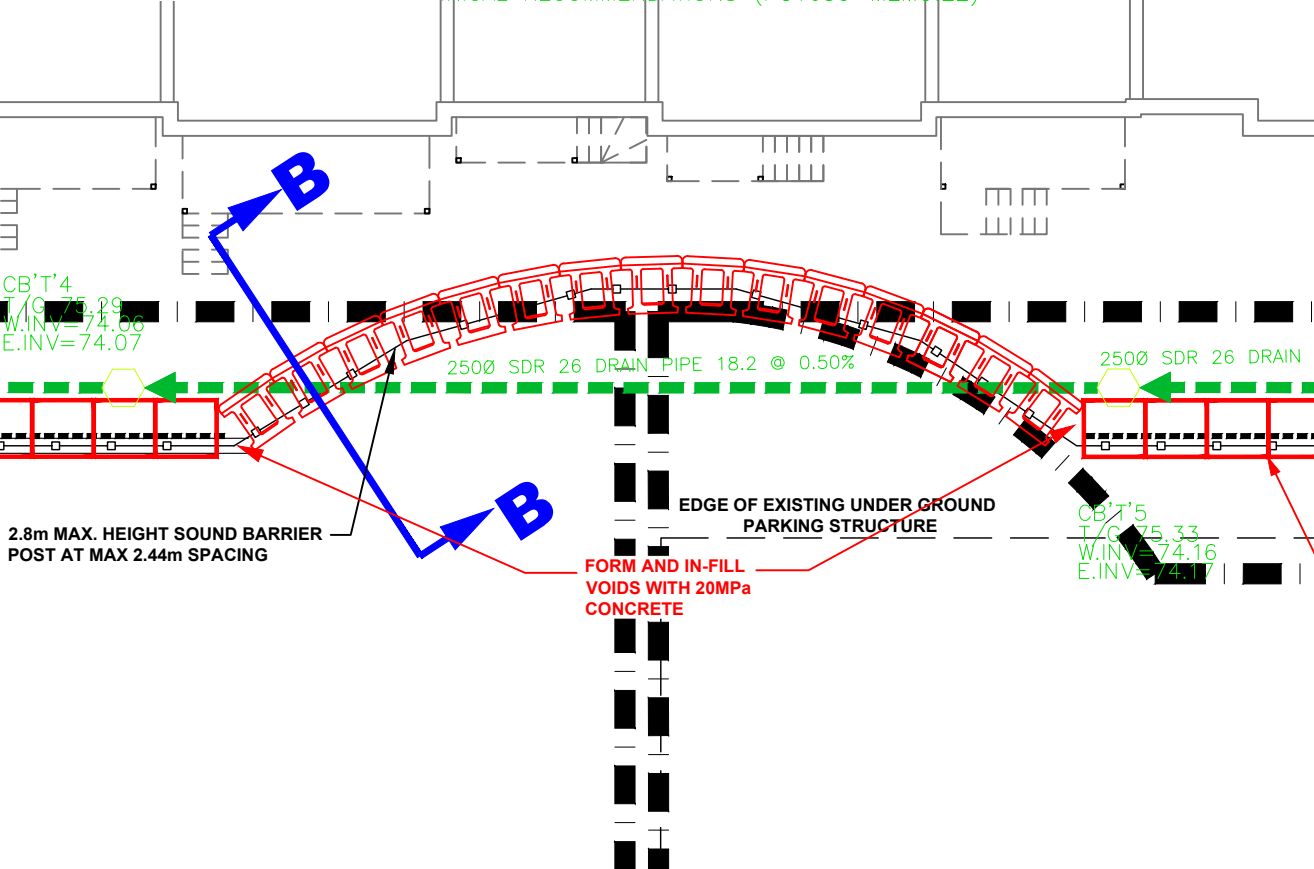 B
CB'T'4
T/G 75.29
W.INV=74.06
E.INV=74.07
250Ø SDR 26 DRAIN PIPE 18.2 @ 0.50%
250Ø SDR 26 DRAIN
B
2.8m MAX. HEIGHT SOUND BARRIER
POST AT MAX 2.44m SPACING
EDGE OF EXISTING UNDER GROUND
PARKING STRUCTURE
CB'T'5
T/G 75.33
W.INV=74.16
E.INV=74.17
FORM AND IN-FILL
VOIDS WITH 20MPa
CONCRETE